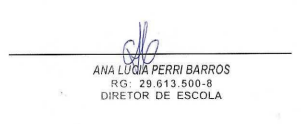 ANA LUCIA PERRI BARROS
RG: 29.613.500-8
DIRETOR DE ESCOLA